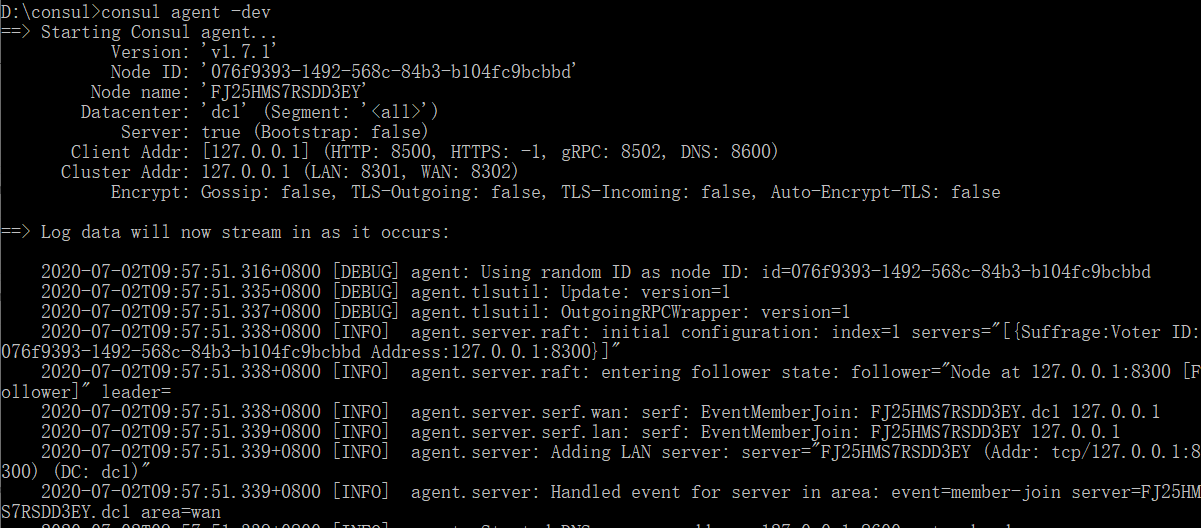 D:\consul>consul agent -dev
==> Starting Consul agent...
Version: 'v1.7.1'
Node ID: '076f9393-1492-568c-84b3-b104fc9bcbbd'
Node name: 'FJ25HMS7RSDD3EY'
Datacenter: 'dc1' (Segment: '<all>')
Server: true (Bootstrap: false)
Client Addr: [127.0.0.1] (HTTP: 8500, HTTPS: -1, gRPC: 8502, DNS: 8600)
Cluster Addr: 127.0.0.1 (LAN: 8301, WAN: 8302)
Encrypt: Gossip: false, TLS-Outgoing: false, TLS-Incoming: false, Auto-Encrypt-TLS: false
==> Log data will now stream in as it occurs:
2020-07-02T09:57:51.316+0800 [DEBUG] agent: Using random ID as node ID: id=076f9393-1492-568c-84b3-b104fc9bcbbd
2020-07-02T09:57:51.335+0800 [DEBUG] agent.tlsutil: Update: version=1
2020-07-02T09:57:51.337+0800 [DEBUG] agent.tlsutil: OutgoingRPCWrapper: version=1
2020-07-02T09:57:51.338+0800 [INFO]  agent.server.raft: initial configuration: index=1 servers="[{Suffrage:Voter ID:
076f9393-1492-568c-84b3-b104fc9bcbbd Address:127.0.0.1:8300}]"
2020-07-02T09:57:51.338+0800 [INFO]  agent.server.raft: entering follower state: follower="Node at 127.0.0.1:8300 [F
ollower]" leader=
2020-07-02T09:57:51.338+0800 [INFO]  agent.server.serf.wan: serf: EventMemberJoin: FJ25HMS7RSDD3EY.dc1 127.0.0.1
2020-07-02T09:57:51.339+0800 [INFO]  agent.server.serf.lan: serf: EventMemberJoin: FJ25HMS7RSDD3EY 127.0.0.1
2020-07-02T09:57:51.339+0800 [INFO]  agent.server: Adding LAN server: server="FJ25HMS7RSDD3EY (Addr: tcp/127.0.0.1:8
300) (DC: dc1)"
2020-07-02T09:57:51.339+0800 [INFO]  agent.server: Handled event for server in area: event=member-join server=FJ25HM
S7RSDD3EY.dc1 area=wan